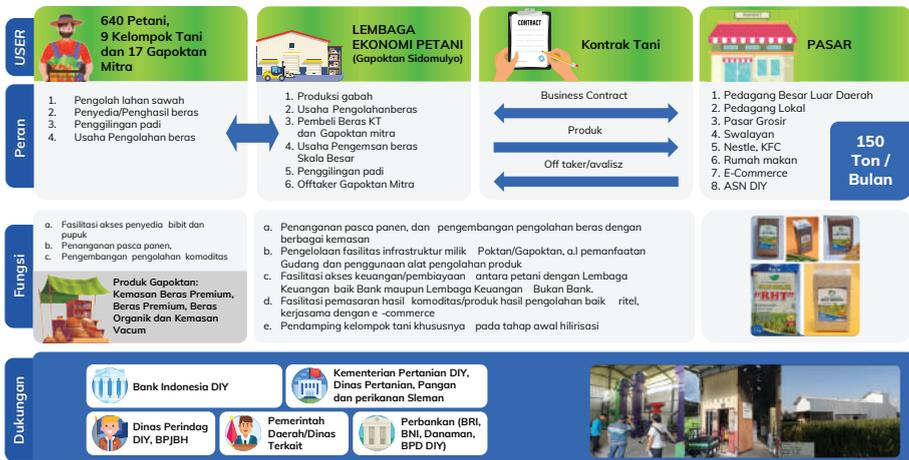 USER
640 Petani,
9 Kelompok Tani
dan 17 Gapoktan
Mitra
LEMBAGA
EKONOMI PETANI
(Gapoktan Sidomulyo)
CONTRACT
Kontrak Tani
PASAR
Peran
1. Pengolah lahan sawah
2. Penyedia/Penghasil beras
3. Penggilingan padi
4. Usaha Pengolahan beras
1. Produksi gabah
2. Usaha Pengolahanberas
3. Pembeli Beras KT
dan Gapoktan mitra
4. Usaha Pengemsan beras
Skala Besar
5. Penggilingan padi
6. Offtaker Gapoktan Mitra
Business Contract
Produk
Off taker/avalisz
1. Pedagang Besar Luar Daerah
2. Pedagang Lokal
3. Pasar Grosir
4. Swalayan
5. Nestle, KFC
6. Rumah makan
7. E-Commerce
8. ASN DIY
150
Ton /
Bulan
Fungsi
a. Fasilitasi akses penyedia bibit dan
pupuk
b. Penanganan pasca panen,
c. Pengembangan pengolahan komoditas
Produk Gapoktan:
Kemasan Beras Premium,
Beras Premium, Beras
Organik dan Kemasan
Vacum
a. Penanganan pasca panen, dan pengembangan pengolahan beras dengan
berbagai kemasan
b. Pengelolaan fasilitas infrastruktur milik Poktan/Gapoktan, a.l pemanfaatan
Gudang dan penggunaan alat pengolahan produk
c. Fasilitasi akses keuangan/pembiayaan antara petani dengan Lembaga
Keuangan baik Bank maupun Lembaga Keuangan Bukan Bank.
d. Fasilitasi pemasaran hasil komoditas/produk hasil pengolahan baik ritel,
kerjasama dengan e -commerce
e. Pendamping kelompok tani khususnya pada tahap awal hilirisasi
"RHT"
Dukungan
Bank Indonesia DIY
Kementerian Pertanian DIY,
Dinas Pertanian, Pangan
dan perikanan Sleman
Dinas Perindag
DIY, BPJBH
Pemerintah
Daerah/Dinas
Terkait
Perbankan (BRI,
BNI, Danaman,
BPD DIY)